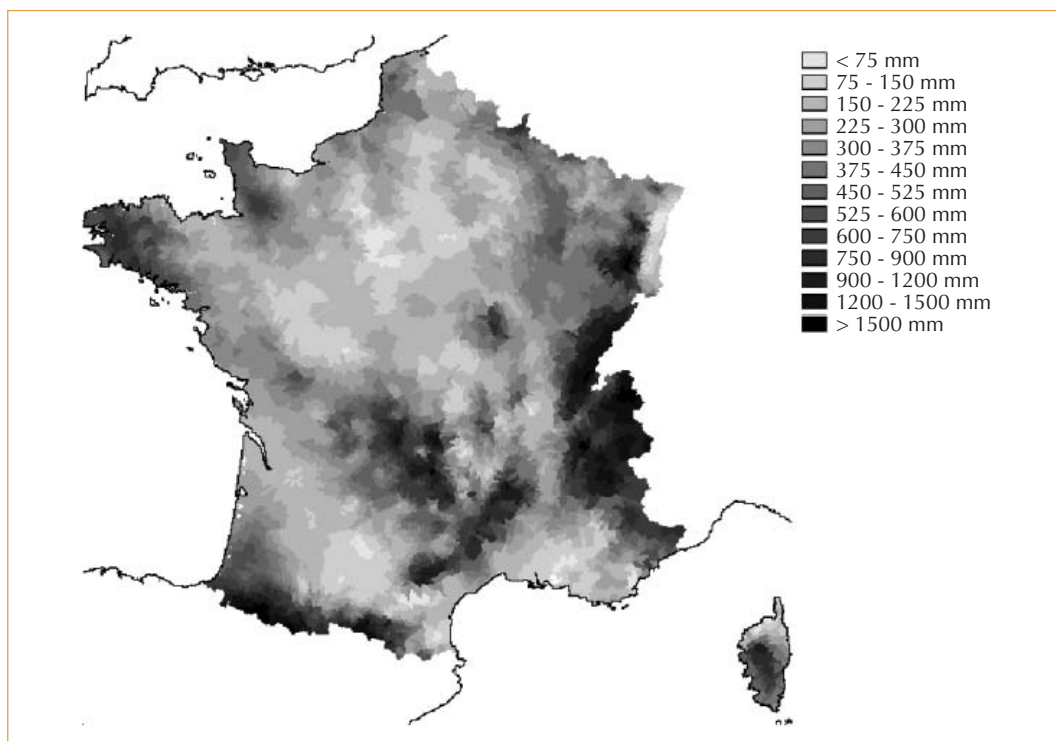 < 75 mm
75 - 150 mm
150 - 225 mm
225 - 300 mm
300 - 375 mm
375 - 450 mm
450 - 525 mm
525 - 600 mm
600 - 750 mm
750 - 900 mm
900 - 1200 mm
1200 - 1500 mm
> 1500 mm